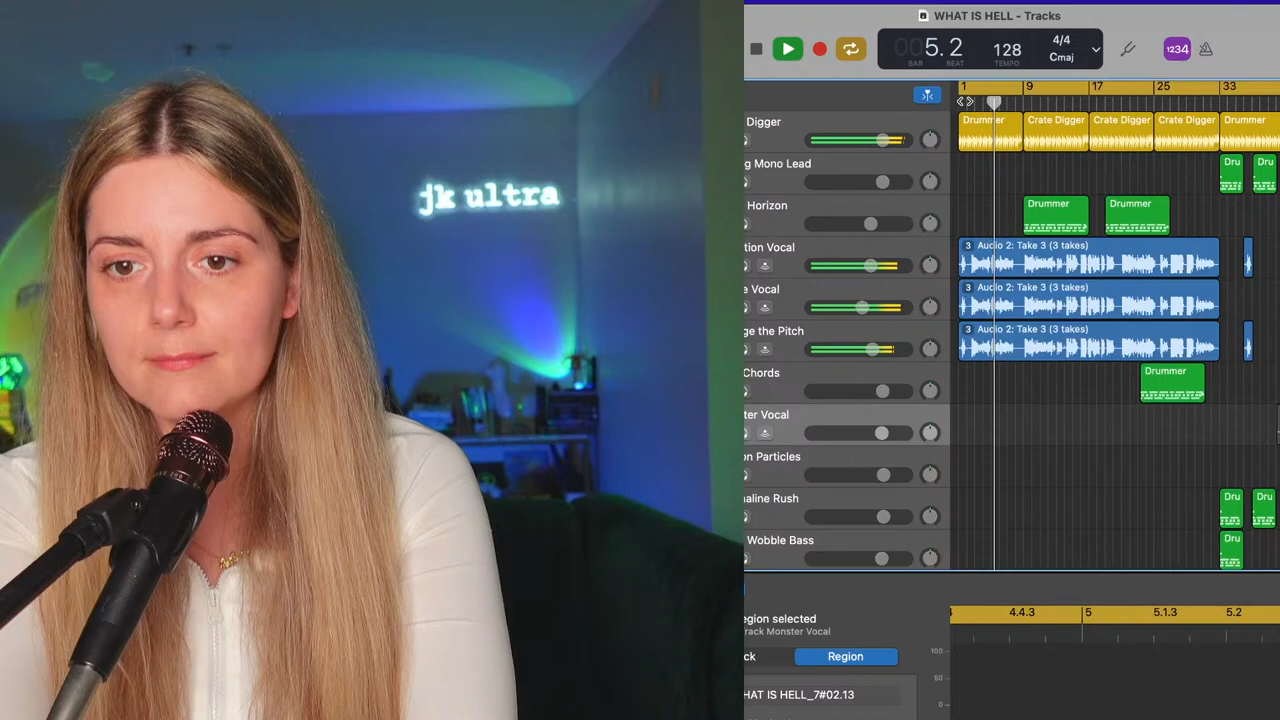 jk ultra
WHAT IS HELL - Tracks
005. 2
BAR
BEAT
128
TEMPO
4/4
Cmaj
1234
1
9
17
25
33
Digger
Drummer
Crate Digger
Crate Digger
Crate Digger
Drummer
g Mono Lead
Dru
Dru
Horizon
Drummer
Drummer
tion Vocal
3 Audio 2: Take 3 (3 takes)
e Vocal
3 Audio 2: Take 3 (3 takes)
ge the Pitch
3 Audio 2: Take 3 (3 takes)
Chords
Drummer
ter Vocal
on Particles
naline Rush
Dru
Dru
Wobble Bass
Dru
egion selected
rack Monster Vocal
ck
Region
HAT IS HELL_7#02.13
4.4.3
5
5.1.3
5.2
100
50
0